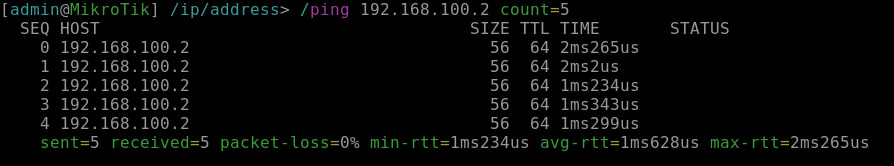 [admin@MikroTik] /ip/address> /ping 192.168.100.2 count=5
SEQ HOST SIZE TTL TIME STATUS
0 192.168.100.2 56 64 2ms265us
1 192.168.100.2 56 64 2ms2us
2 192.168.100.2 56 64 1ms234us
3 192.168.100.2 56 64 1ms343us
4 192.168.100.2 56 64 1ms299us
sent=5 received=5 packet-loss=0% min-rtt=1ms234us avg-rtt=1ms628us max-rtt=2ms265us